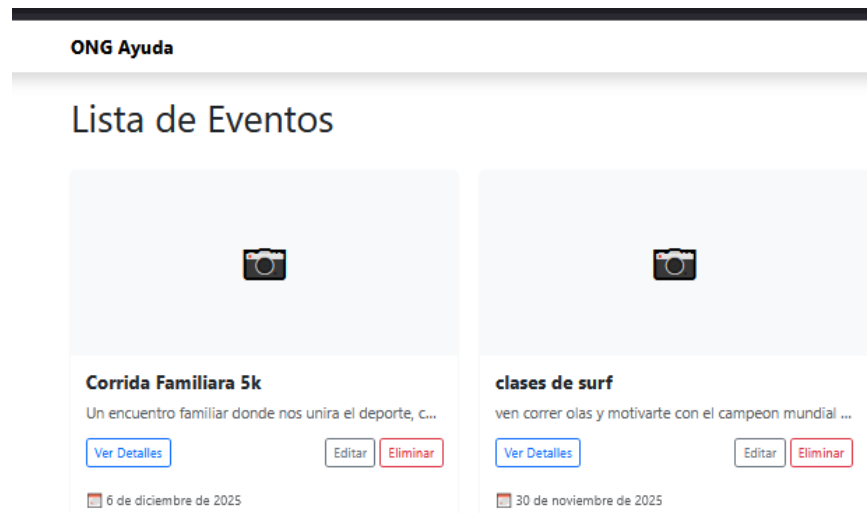 ONG Ayuda
Lista de Eventos
Corrida Familiara 5k
Un encuentro familiar donde nos unira el deporte, c...
Ver Detalles
Editar
Eliminar
6 de diciembre de 2025
clases de surf
ven correr olas y motivarte con el campeon mundial ...
Ver Detalles
Editar
Eliminar
30 de noviembre de 2025